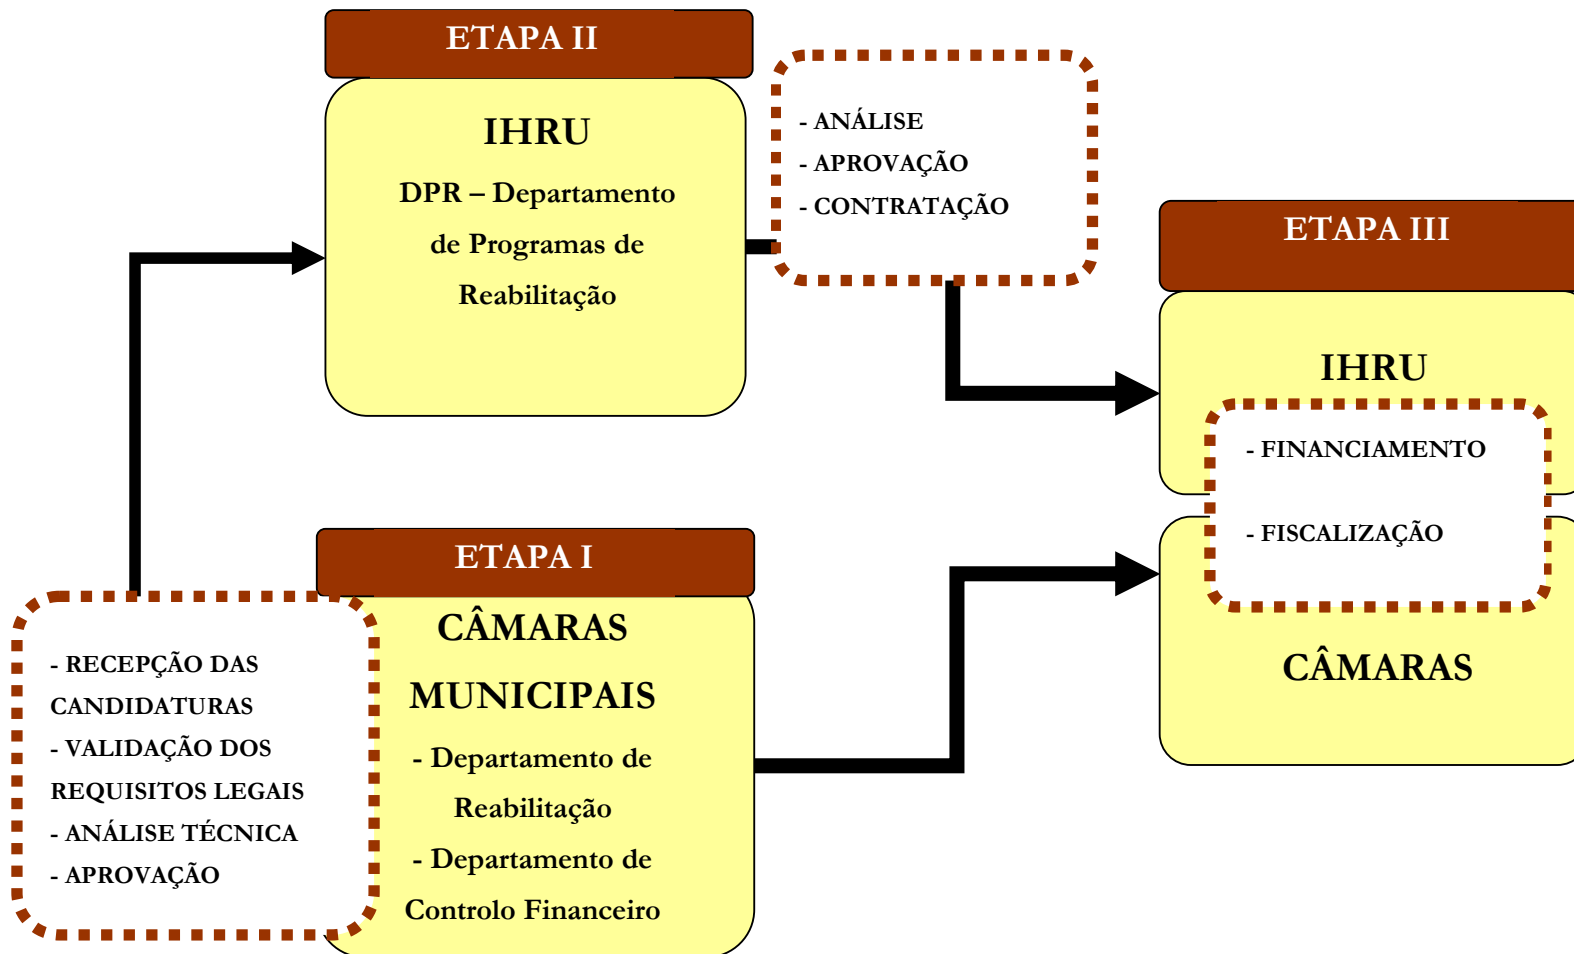 ETAPA II
IHRU
DPR – Departamento
de Programas de
Reabilitação
- ANÁLISE
- APROVAÇÃO
- CONTRATAÇÃO
ETAPA III
IHRU
- FINANCIAMENTO
- FISCALIZAÇÃO
CÂMARAS
ETAPA I
CÂMARAS
MUNICIPAIS
- Departamento de
Reabilitação
- Departamento de
Controlo Financeiro
- RECEPÇÃO DAS
CANDIDATURAS
- VALIDAÇÃO DOS
REQUISITOS LEGAIS
- ANÁLISE TÉCNICA
- APROVAÇÃO